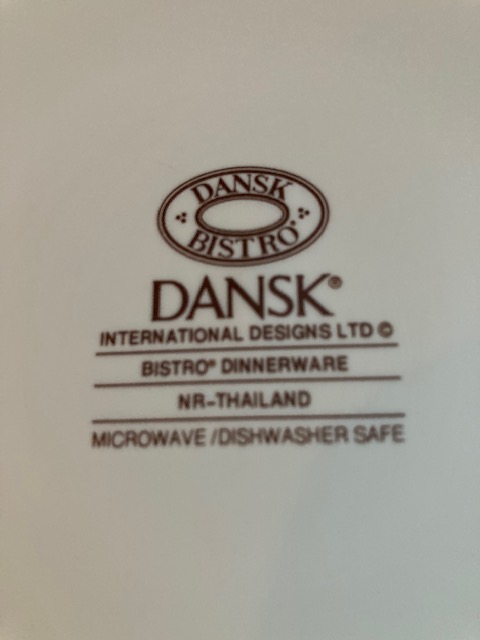 DANSK
BISTRO®
DANSK®
INTERNATIONAL DESIGNS LTD ©
BISTRO® DINNERWARE
NR-THAILAND
MICROWAVE/DISHWASHER SAFE